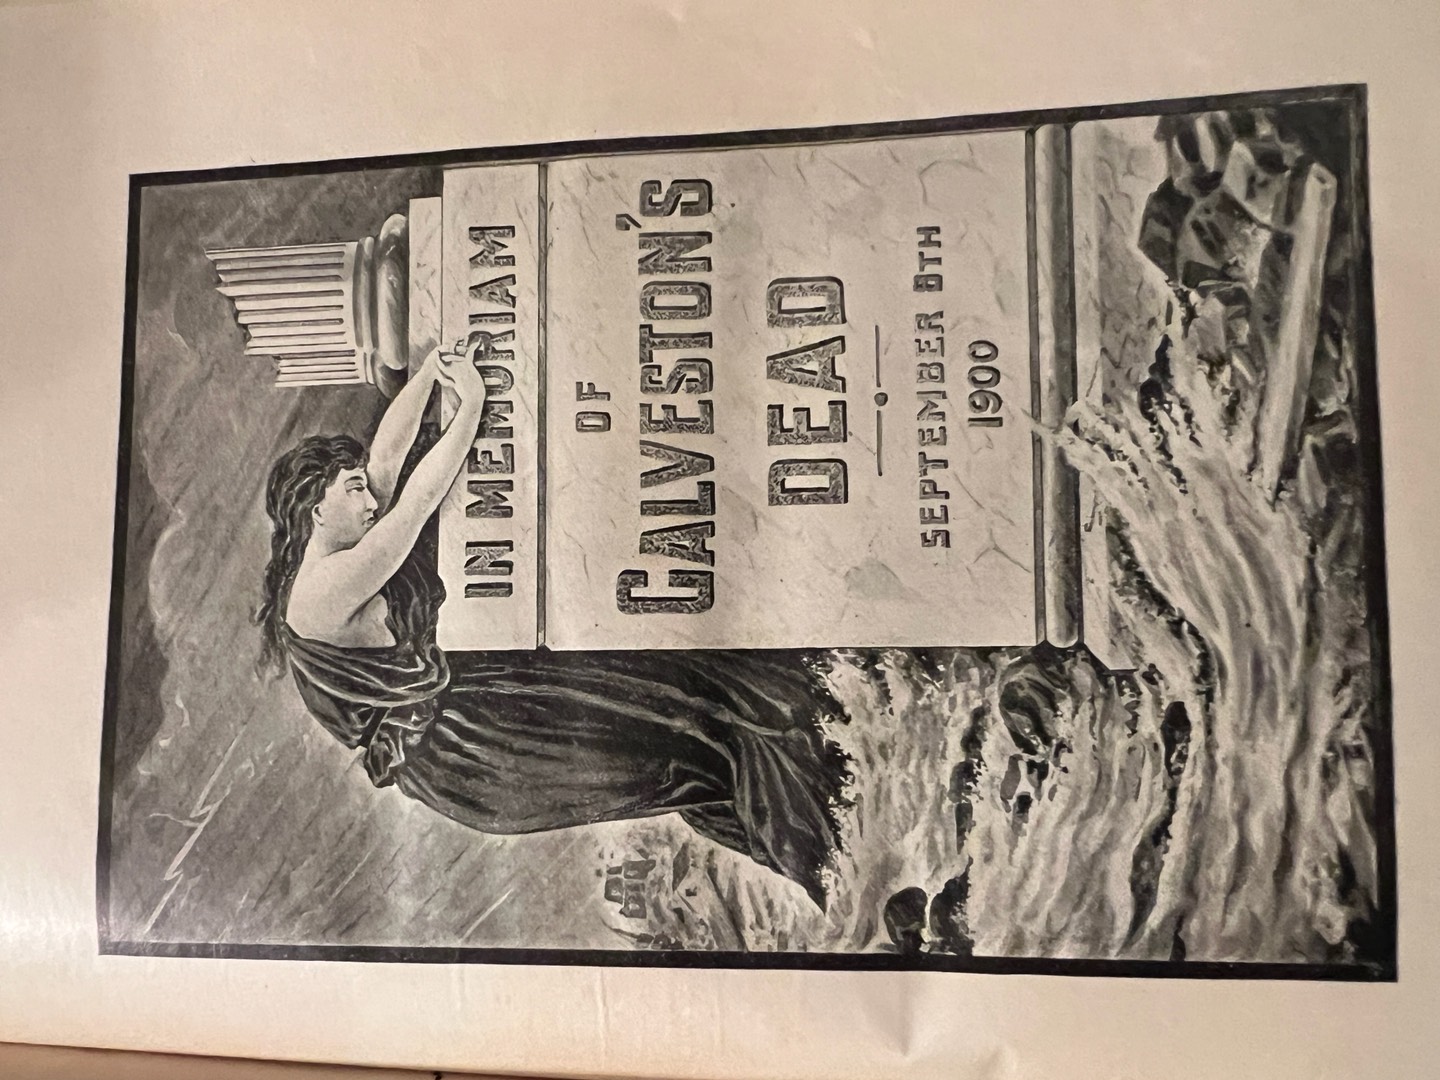 IN MEMORIAM
OF
GALVESTON'S
DEAD
SEPTEMBER 8TH
1900